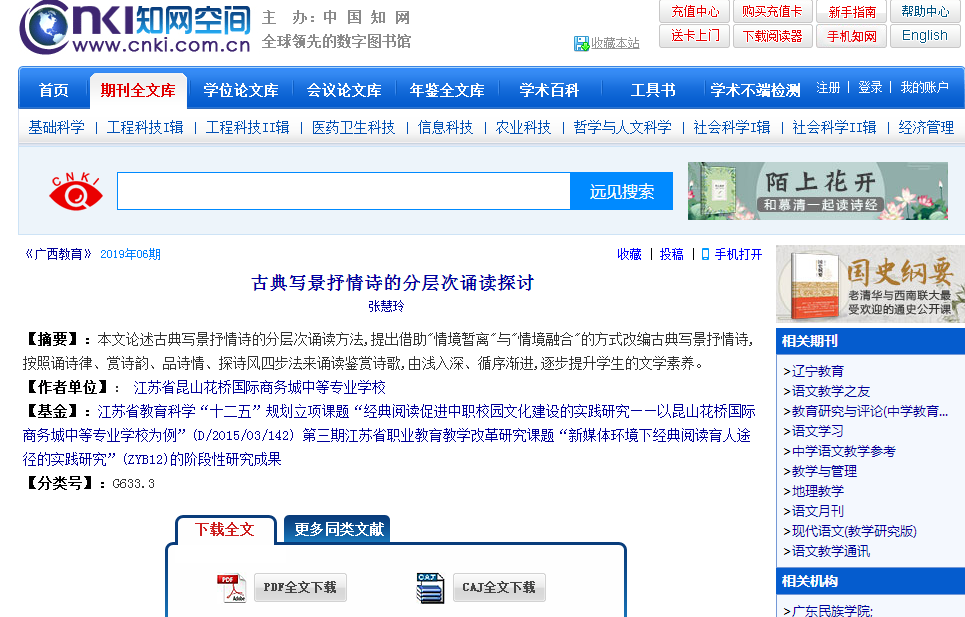 cnki知网空间
www.cnki.com.cn
主 办: 中 国 知 网
全球领先的数字图书馆
收藏本站
充值中心 购买充值卡 新手指南 帮助中心
送卡上门 下载阅读器 手机知网 English
首页 期刊全文库 学位论文库 会议论文库 年鉴全文库 学术百科 工具书 学术不端检测 注册 | 登录 | 我的账户
基础科学 | 工程科技I辑 | 工程科技II辑 | 医药卫生科技 | 信息科技 | 农业科技 | 哲学与人文科学 | 社会科学I辑 | 社会科学II辑 | 经济管理
CNKI
远见搜索
陌上花开
和慕清一起读诗经
《广西教育》 2019年06期
收藏 | 投稿 | 手机打开
古典写景抒情诗的分层次诵读探讨
张慧玲
【摘要】:本文论述古典写景抒情诗的分层次诵读方法,提出借助"情境暂离"与"情境融合"的方式改编古典写景抒情诗,
按照诵诗律、赏诗韵、品诗情、探诗风四步法来诵读鉴赏诗歌,由浅入深、循序渐进,逐步提升学生的文学素养。
【作者单位】: 江苏省昆山花桥国际商务城中等专业学校
【基金】:江苏省教育科学“十二五”规划立项课题“经典阅读促进中职校园文化建设的实践研究——以昆山花桥国际
商务城中等专业学校为例”(D/2015/03/142) 第三期江苏省职业教育教学改革研究课题“新媒体环境下经典阅读育人途
径的实践研究”(ZYB12)的阶段性研究成果
【分类号】:G633.3
下载全文 更多同类文献
PDF全文下载 CAJ全文下载
国史纲要
老清华与西南联大最
受欢迎的通史公开课
相关期刊
>辽宁教育
>语文教学之友
>教育研究与评论(中学教育...
>语文学习
>中学语文教学参考
>教学与管理
>地理教学
>语文月刊
>现代语文(教学研究版)
>语文教学通讯
相关机构
>广东民族学院;